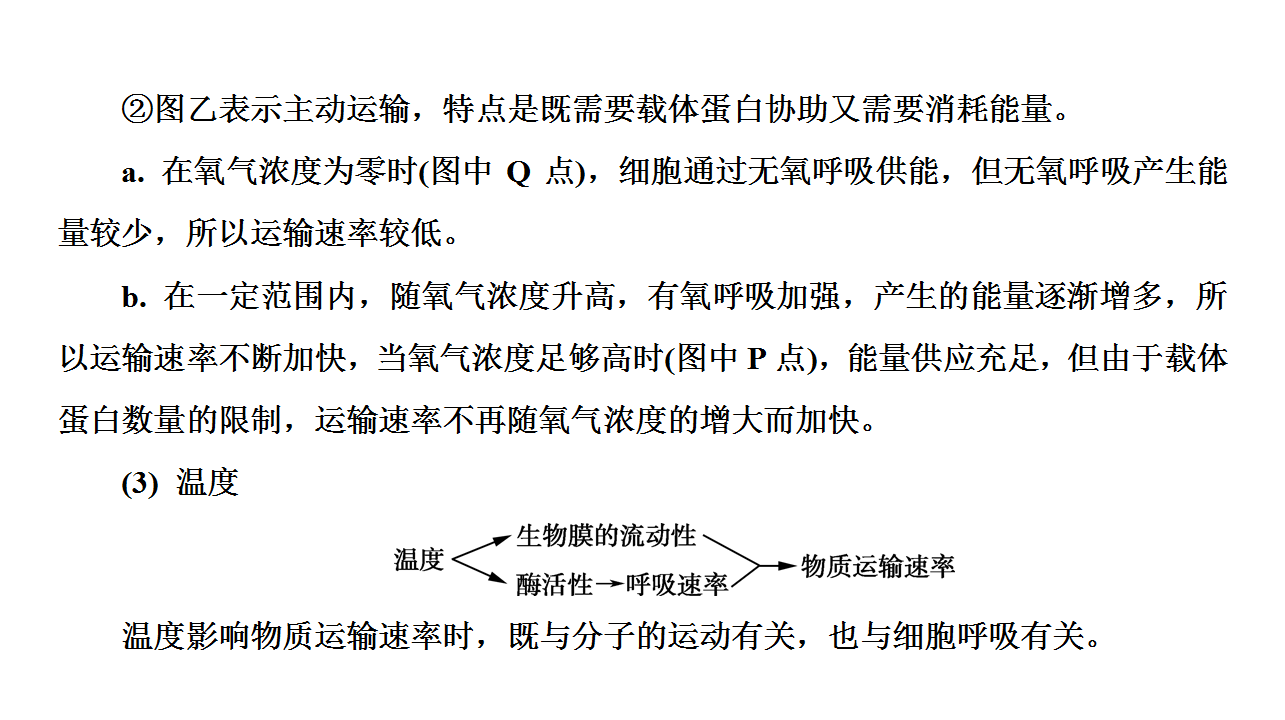 ②图乙表示主动运输，特点是既需要载体蛋白协助又需要消耗能量。
a. 在氧气浓度为零时(图中 Q 点)，细胞通过无氧呼吸供能，但无氧呼吸产生能
量较少，所以运输速率较低。
b. 在一定范围内，随氧气浓度升高，有氧呼吸加强，产生的能量逐渐增多，所
以运输速率不断加快，当氧气浓度足够高时(图中 P 点)，能量供应充足，但由于载体
蛋白数量的限制，运输速率不再随氧气浓度的增大而加快。
(3) 温度
生物膜的流动性
温度
物质运输速率
酶活性→呼吸速率
温度影响物质运输速率时，既与分子的运动有关，也与细胞呼吸有关。